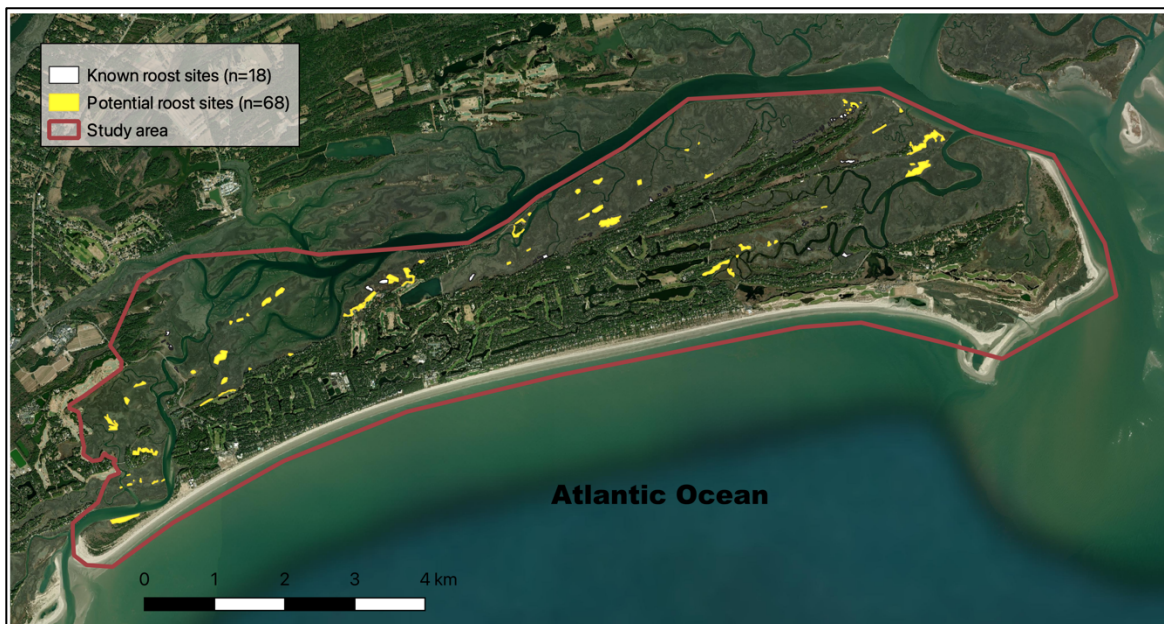 Known roost sites (n=18)
Potential roost sites (n=68)
Study area
Atlantic Ocean
0 1 2 3 4 km